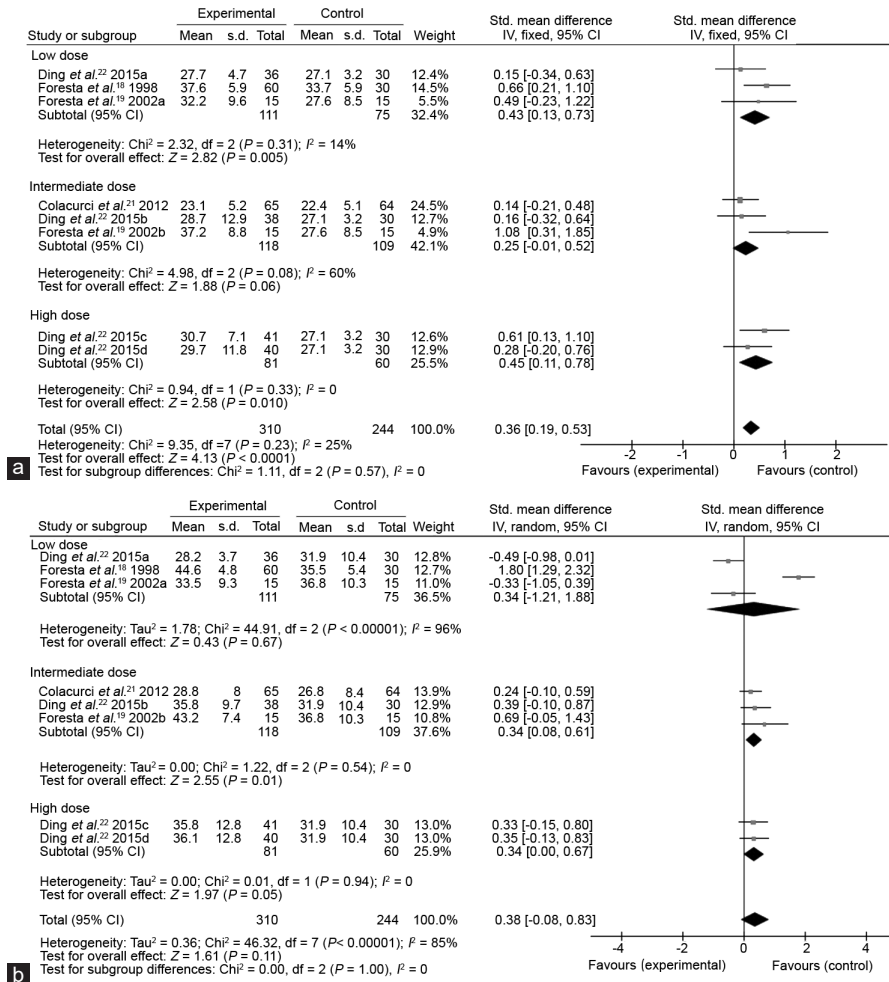 Experimental Control Std. mean difference Std. mean difference
Study or subgroup Mean s.d. Total Mean s.d. Total Weight IV, fixed, 95% CI IV, fixed, 95% CI
Low dose
Ding et al.²² 2015a 27.7 4.7 36 27.1 3.2 30 12.4% 0.15 [-0.34, 0.63]
Foresta et al.¹⁸ 1998 37.6 5.9 60 33.7 5.9 30 14.5% 0.66 [0.21, 1.10]
Foresta et al.¹⁹ 2002a 32.2 9.6 15 27.6 8.5 15 5.5% 0.49 [-0.23, 1.22]
Subtotal (95% CI) 111 75 32.4% 0.43 [0.13, 0.73]
Heterogeneity: Chi² = 2.32, df = 2 (P = 0.31); I² = 14%
Test for overall effect: Z = 2.82 (P = 0.005)
Intermediate dose
Colacurci et al.²¹ 2012 23.1 5.2 65 22.4 5.1 64 24.5% 0.14 [-0.21, 0.48]
Ding et al.²² 2015b 28.7 12.9 38 27.1 3.2 30 12.7% 0.16 [-0.32, 0.64]
Foresta et al.¹⁹ 2002b 37.2 8.8 15 27.6 8.5 15 4.9% 1.08 [0.31, 1.85]
Subtotal (95% CI) 118 109 42.1% 0.25 [-0.01, 0.52]
Heterogeneity: Chi² = 4.98, df = 2 (P = 0.08); I² = 60%
Test for overall effect: Z = 1.88 (P = 0.06)
High dose
Ding et al.²² 2015c 30.7 7.1 41 27.1 3.2 30 12.6% 0.61 [0.13, 1.10]
Ding et al.²² 2015d 29.7 11.8 40 27.1 3.2 30 12.9% 0.28 [-0.20, 0.76]
Subtotal (95% CI) 81 60 25.5% 0.45 [0.11, 0.78]
Heterogeneity: Chi² = 0.94, df = 1 (P = 0.33); I² = 0
Test for overall effect: Z = 2.58 (P = 0.010)
Total (95% CI) 310 244 100.0% 0.36 [0.19, 0.53]
Heterogeneity: Chi² = 9.35, df =7 (P = 0.23); I² = 25%
Test for overall effect: Z = 4.13 (P < 0.0001)
Test for subgroup differences: Chi² = 1.11, df = 2 (P = 0.57), I² = 0
-2 -1 0 1 2
Favours (experimental) Favours (control)
a
Experimental Control Std. mean difference Std. mean difference
Study or subgroup Mean s.d. Total Mean s.d Total Weight IV, random, 95% CI IV, random, 95% CI
Low dose
Ding et al.²² 2015a 28.2 3.7 36 31.9 10.4 30 12.8% -0.49 [-0.98, 0.01]
Foresta et al.¹⁸ 1998 44.6 4.8 60 35.5 5.4 30 12.7% 1.80 [1.29, 2.32]
Foresta et al.¹⁹ 2002a 33.5 9.3 15 36.8 10.3 15 11.0% -0.33 [-1.05, 0.39]
Subtotal (95% CI) 111 75 36.5% 0.34 [-1.21, 1.88]
Heterogeneity: Tau² = 1.78; Chi² = 44.91, df = 2 (P < 0.00001); I² = 96%
Test for overall effect: Z = 0.43 (P = 0.67)
Intermediate dose
Colacurci et al.²¹ 2012 28.8 8 65 26.8 8.4 64 13.9% 0.24 [-0.10, 0.59]
Ding et al.²² 2015b 35.8 9.7 38 31.9 10.4 30 12.9% 0.39 [-0.10, 0.87]
Foresta et al.¹⁹ 2002b 43.2 7.4 15 36.8 10.3 15 10.8% 0.69 [-0.05, 1.43]
Subtotal (95% CI) 118 109 37.6% 0.34 [0.08, 0.61]
Heterogeneity: Tau² = 0.00; Chi² = 1.22, df = 2 (P = 0.54); I² = 0
Test for overall effect: Z = 2.55 (P = 0.01)
High dose
Ding et al.²² 2015c 35.8 12.8 41 31.9 10.4 30 13.0% 0.33 [-0.15, 0.80]
Ding et al.²² 2015d 36.1 12.8 40 31.9 10.4 30 13.0% 0.35 [-0.13, 0.83]
Subtotal (95% CI) 81 60 25.9% 0.34 [0.00, 0.67]
Heterogeneity: Tau² = 0.00; Chi² = 0.01, df = 1 (P = 0.94); I² = 0
Test for overall effect: Z = 1.97 (P = 0.05)
Total (95% CI) 310 244 100.0% 0.38 [-0.08, 0.83]
Heterogeneity: Tau² = 0.36; Chi² = 46.32, df = 7 (P< 0.00001); I² = 85%
Test for overall effect: Z = 1.61 (P = 0.11)
Test for subgroup differences: Chi² = 0.00, df = 2 (P = 1.00), I² = 0
-4 -2 0 2 4
Favours (experimental) Favours (control)
b